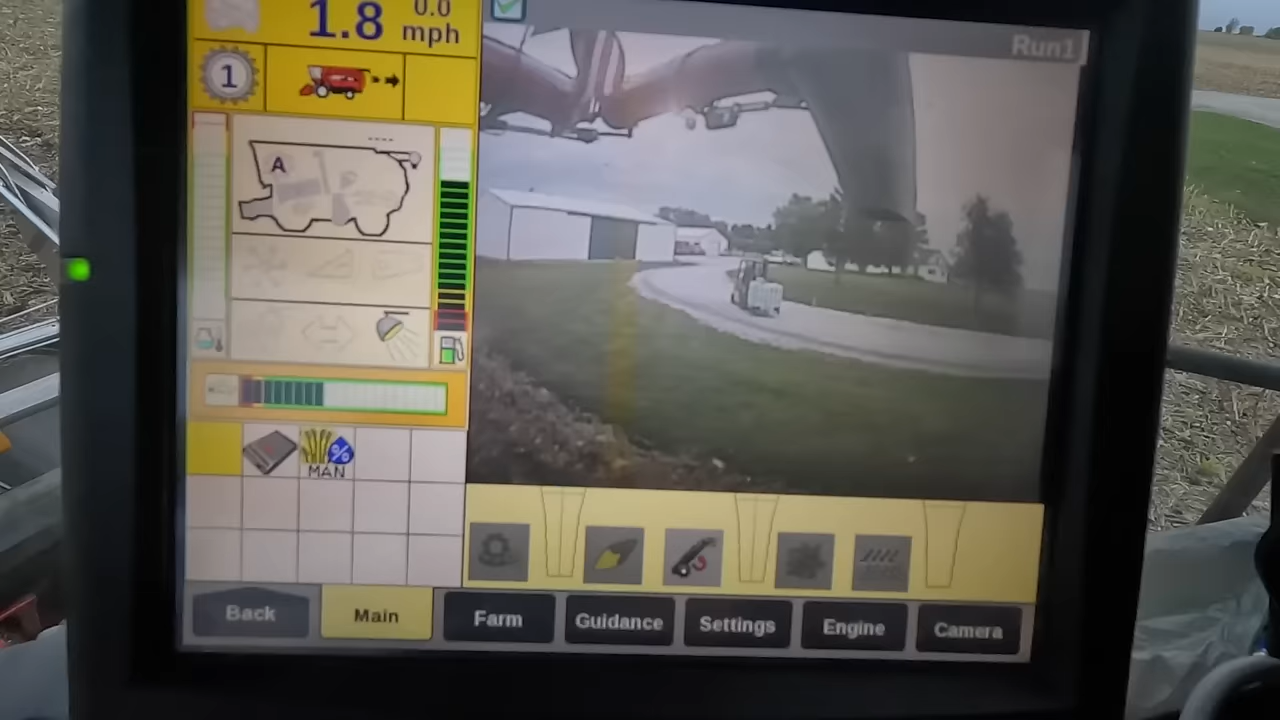 1.8
0.0
mph
Run1
1
A
MAN
Back
Main
Farm
Guidance
Settings
Engine
Camera